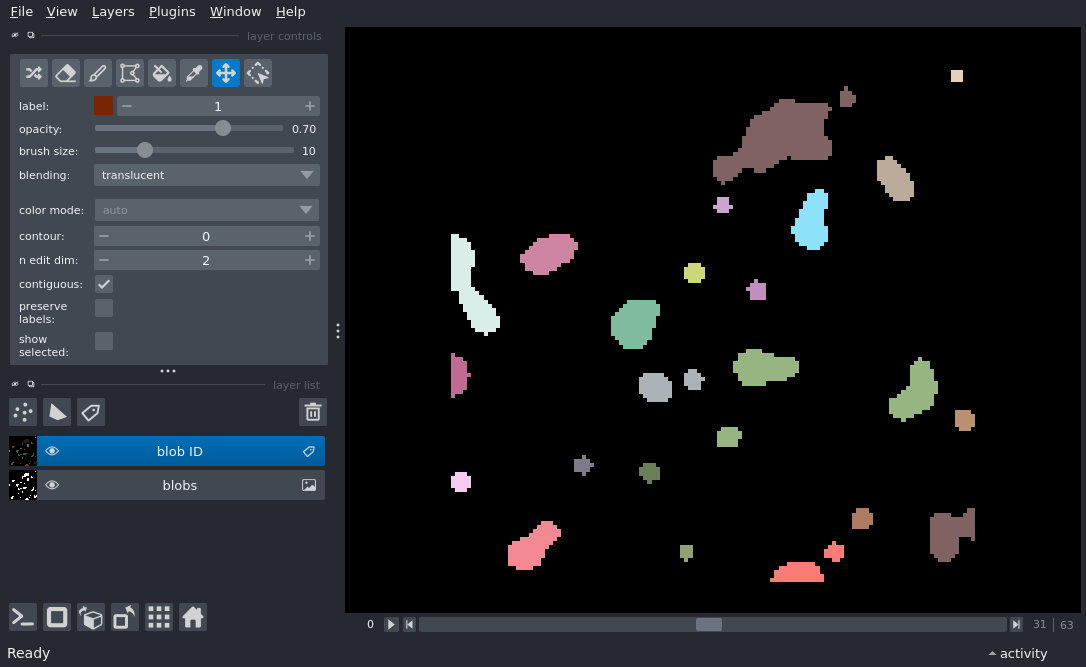 File View Layers Plugins Window Help
layer controls
label: 1
opacity: 0.70
brush size: 10
blending: translucent
color mode: auto
contour: 0
n edit dim: 2
contiguous:
preserve
labels:
show
selected:
layer list
blob ID
blobs
0 31 | 63
Ready activity